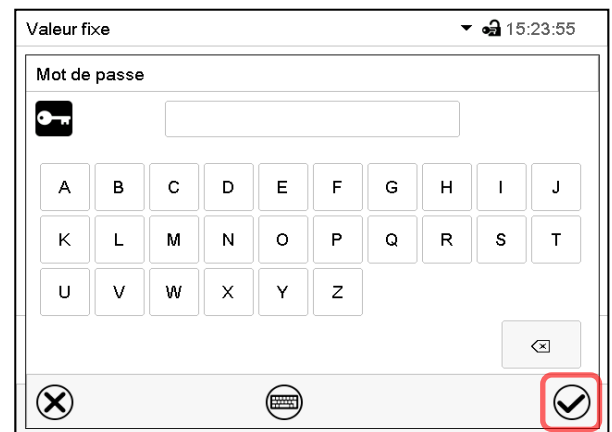 Valeur fixe 15:23:55
Mot de passe
A B C D E F G H I J
K L M N O P Q R S T
U V W X Y Z